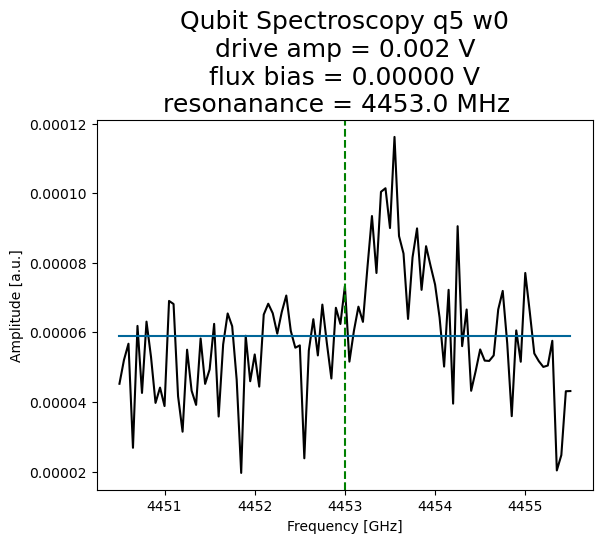 Qubit Spectroscopy q5 w0
drive amp = 0.002 V
flux bias = 0.00000 V
resonanance = 4453.0 MHz
0.00012
0.00010
0.00008
0.00006
0.00004
0.00002
Amplitude [a.u.]
4451
4452
4453
4454
4455
Frequency [GHz]